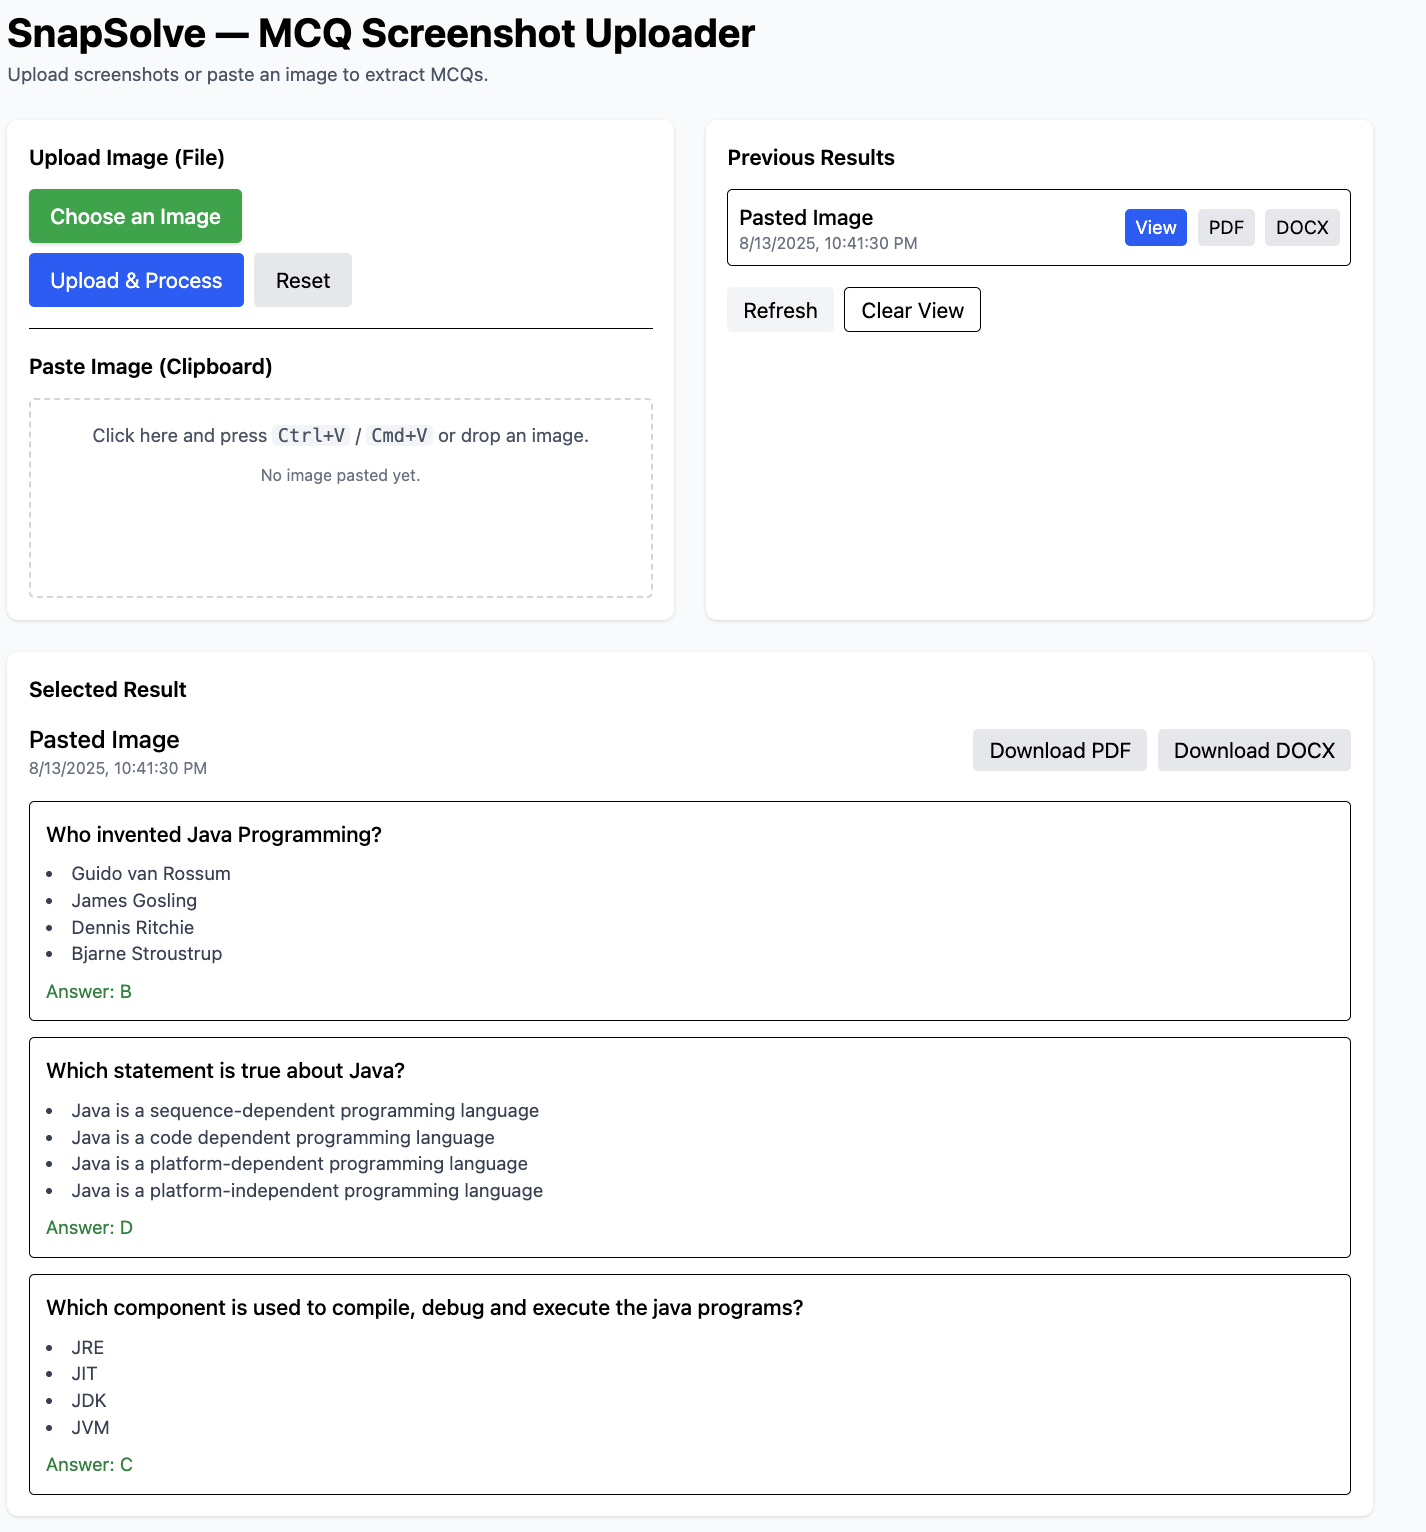 SnapSolve — MCQ Screenshot Uploader
Upload screenshots or paste an image to extract MCQs.
Upload Image (File)
Choose an Image
Upload & Process
Reset
Paste Image (Clipboard)
Click here and press Ctrl+V / Cmd+V or drop an image.
No image pasted yet.
Previous Results
Pasted Image
8/13/2025, 10:41:30 PM
View
PDF
DOCX
Refresh
Clear View
Selected Result
Pasted Image
8/13/2025, 10:41:30 PM
Download PDF
Download DOCX
Who invented Java Programming?
• Guido van Rossum
• James Gosling
• Dennis Ritchie
• Bjarne Stroustrup
Answer: B
Which statement is true about Java?
• Java is a sequence-dependent programming language
• Java is a code dependent programming language
• Java is a platform-dependent programming language
• Java is a platform-independent programming language
Answer: D
Which component is used to compile, debug and execute the java programs?
• JRE
• JIT
• JDK
• JVM
Answer: C